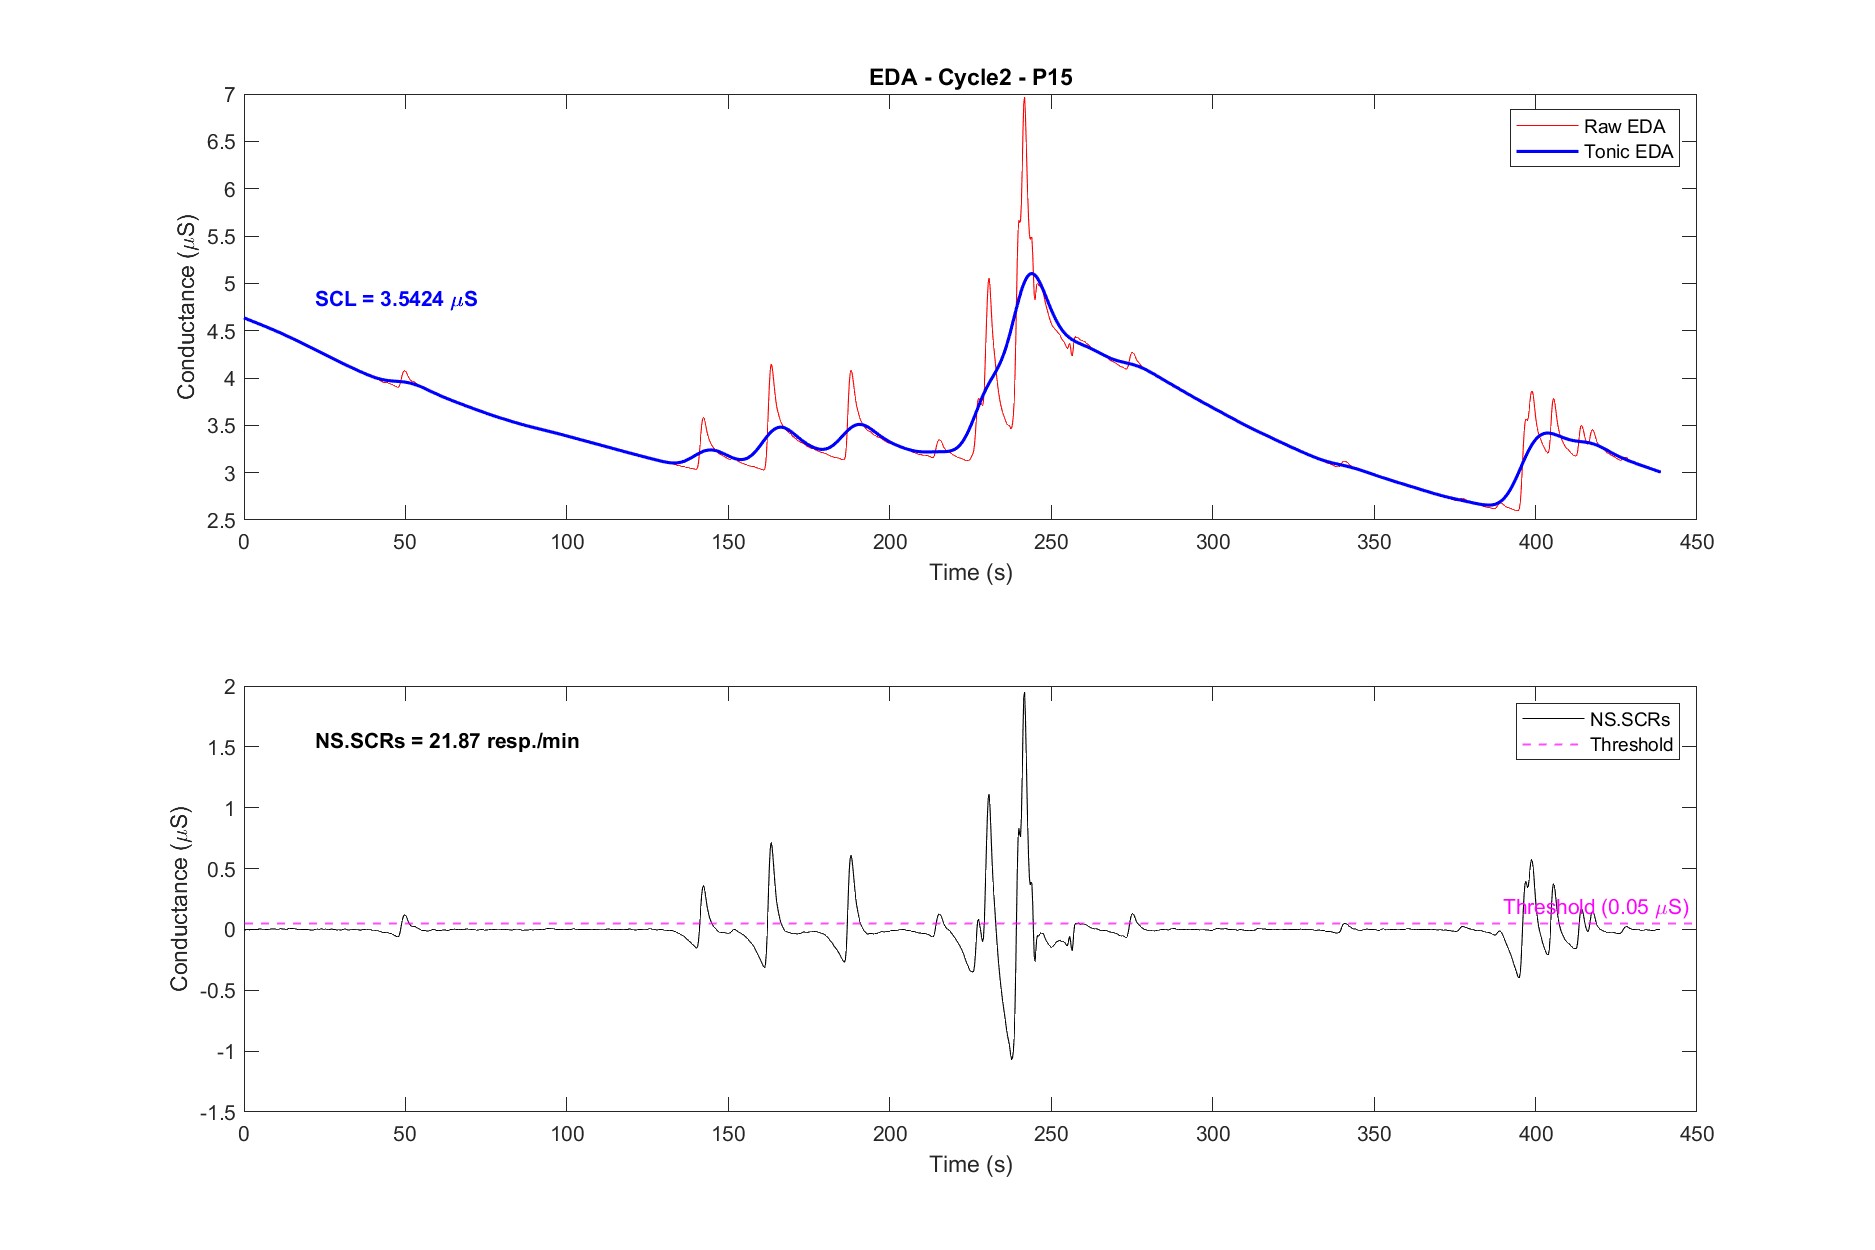 EDA - Cycle2 - P15
7
6.5
6
5.5
5
4.5
4
3.5
3
2.5
Conductance (μS)
Raw EDA
Tonic EDA
SCL = 3.5424 μS
0 50 100 150 200 250 300 350 400 450
Time (s)
2
1.5
1
0.5
0
-0.5
-1
-1.5
Conductance (μS)
NS.SCRs
Threshold
NS.SCRs = 21.87 resp./min
Threshold (0.05 μS)
0 50 100 150 200 250 300 350 400 450
Time (s)